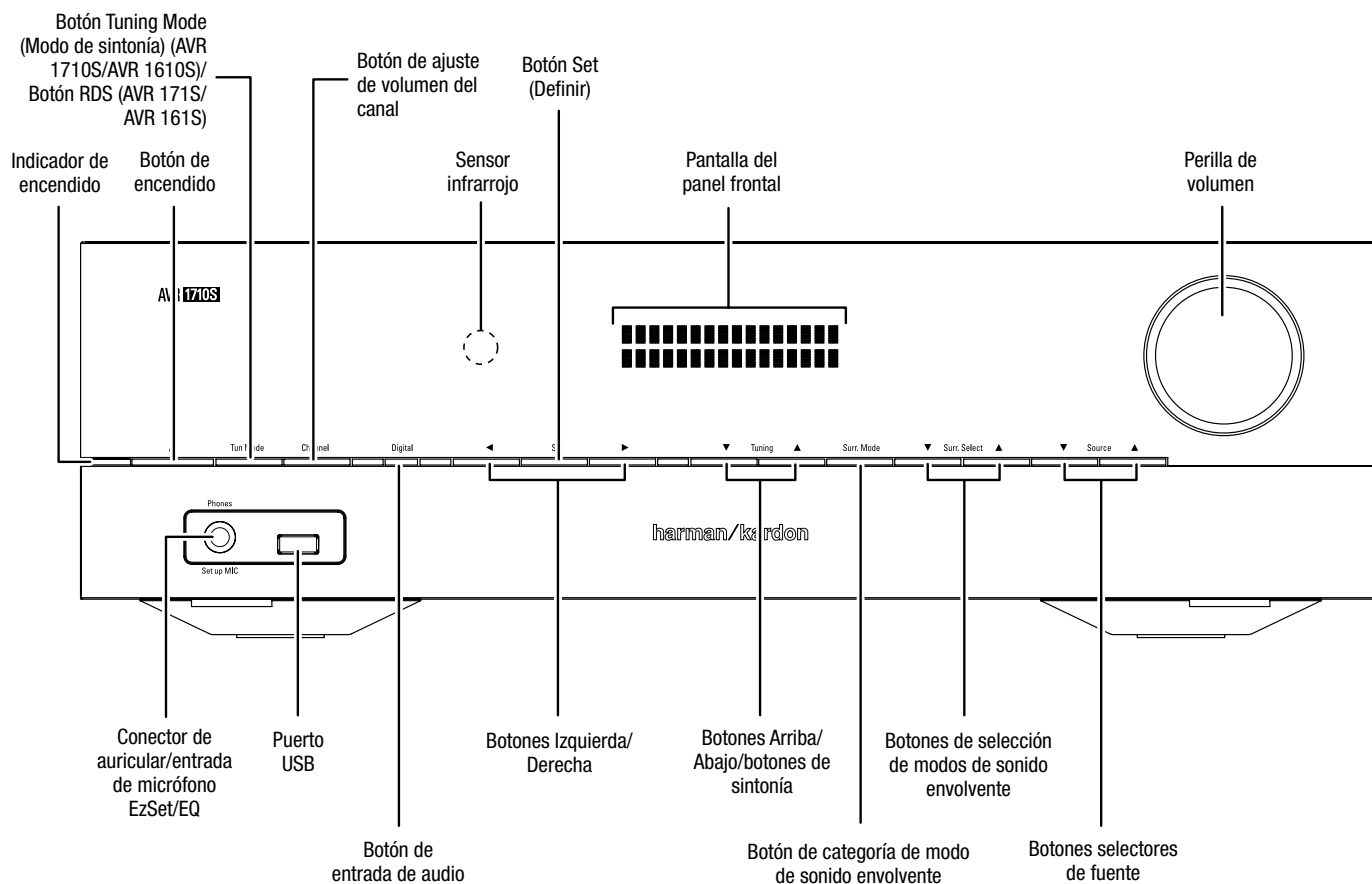 Botón Tuning Mode
(Modo de sintonía) (AVR
1710S/AVR 1610S)/
Botón RDS (AVR 171S/
AVR 161S)
Botón de ajuste
de volumen del
canal
Botón Set
(Definir)
Indicador de
encendido
Botón de
encendido
Sensor
infrarrojo
Pantalla del
panel frontal
Perilla de
volumen
AVR 1710S
Tun Mode
Channel
Digital
Tuning
Surr. Mode
Surr. Select
Source
Phones
Set up MIC
harman/kardon
Conector de
auricular/entrada
de micrófono
EzSet/EQ
Puerto
USB
Botones Izquierda/
Derecha
Botones Arriba/
Abajo/botones de
sintonía
Botones de selección
de modos de sonido
envolvente
Botón de
entrada de audio
Botón de categoría de modo
de sonido envolvente
Botones selectores
de fuente